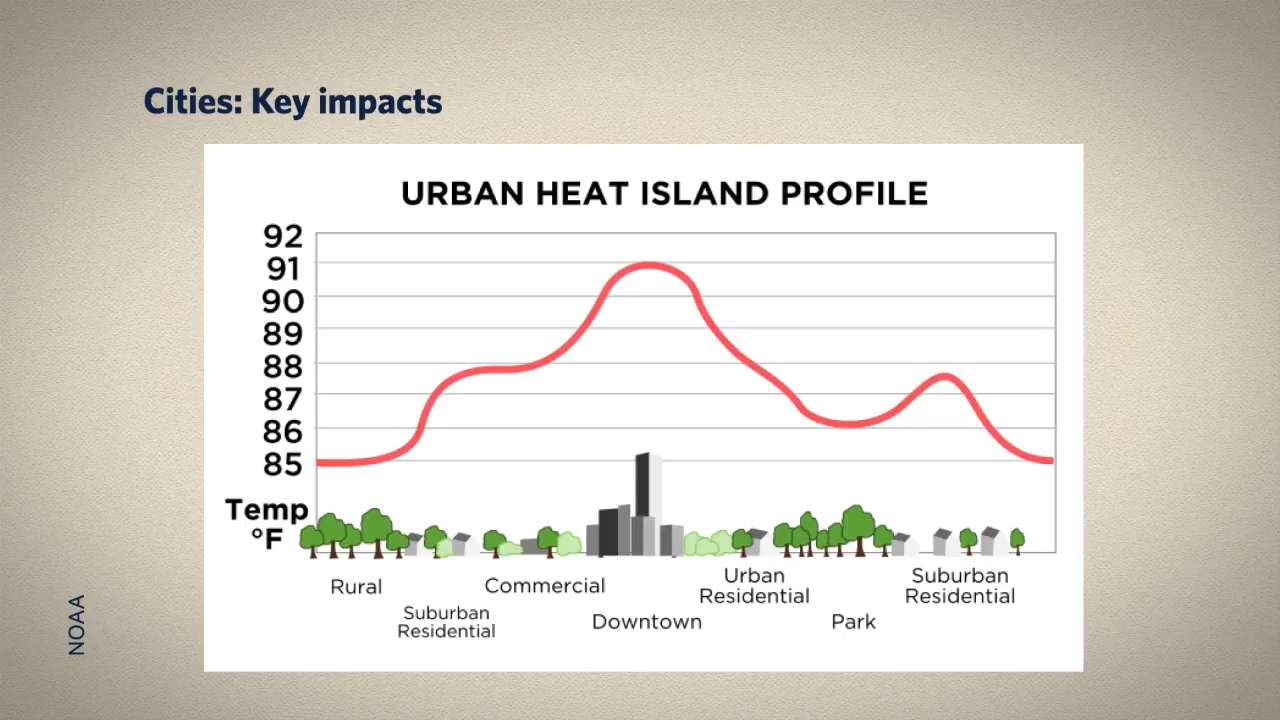 Cities: Key impacts
URBAN HEAT ISLAND PROFILE
92
91
90
89
88
87
86
85
Temp
°F
Rural
Suburban
Residential
Commercial
Downtown
Urban
Residential
Park
Suburban
Residential
NOAA